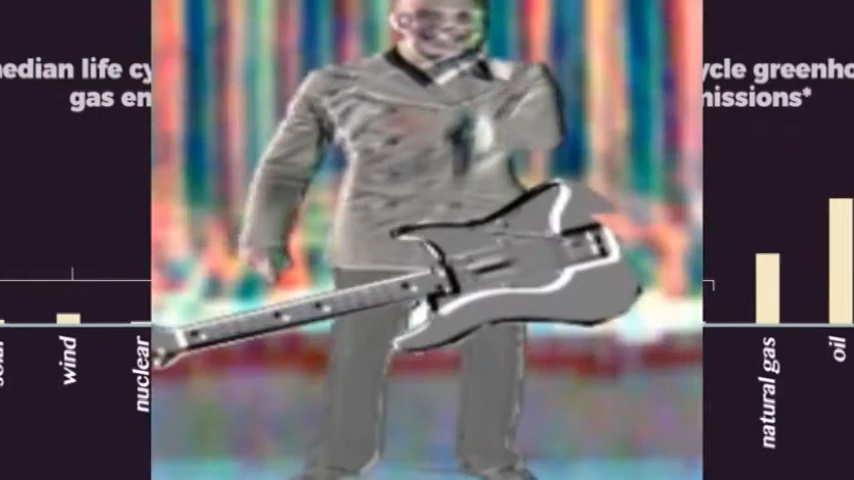 median life cy ycle greenho
gas em missions*
wind
nuclear
natural gas
oil